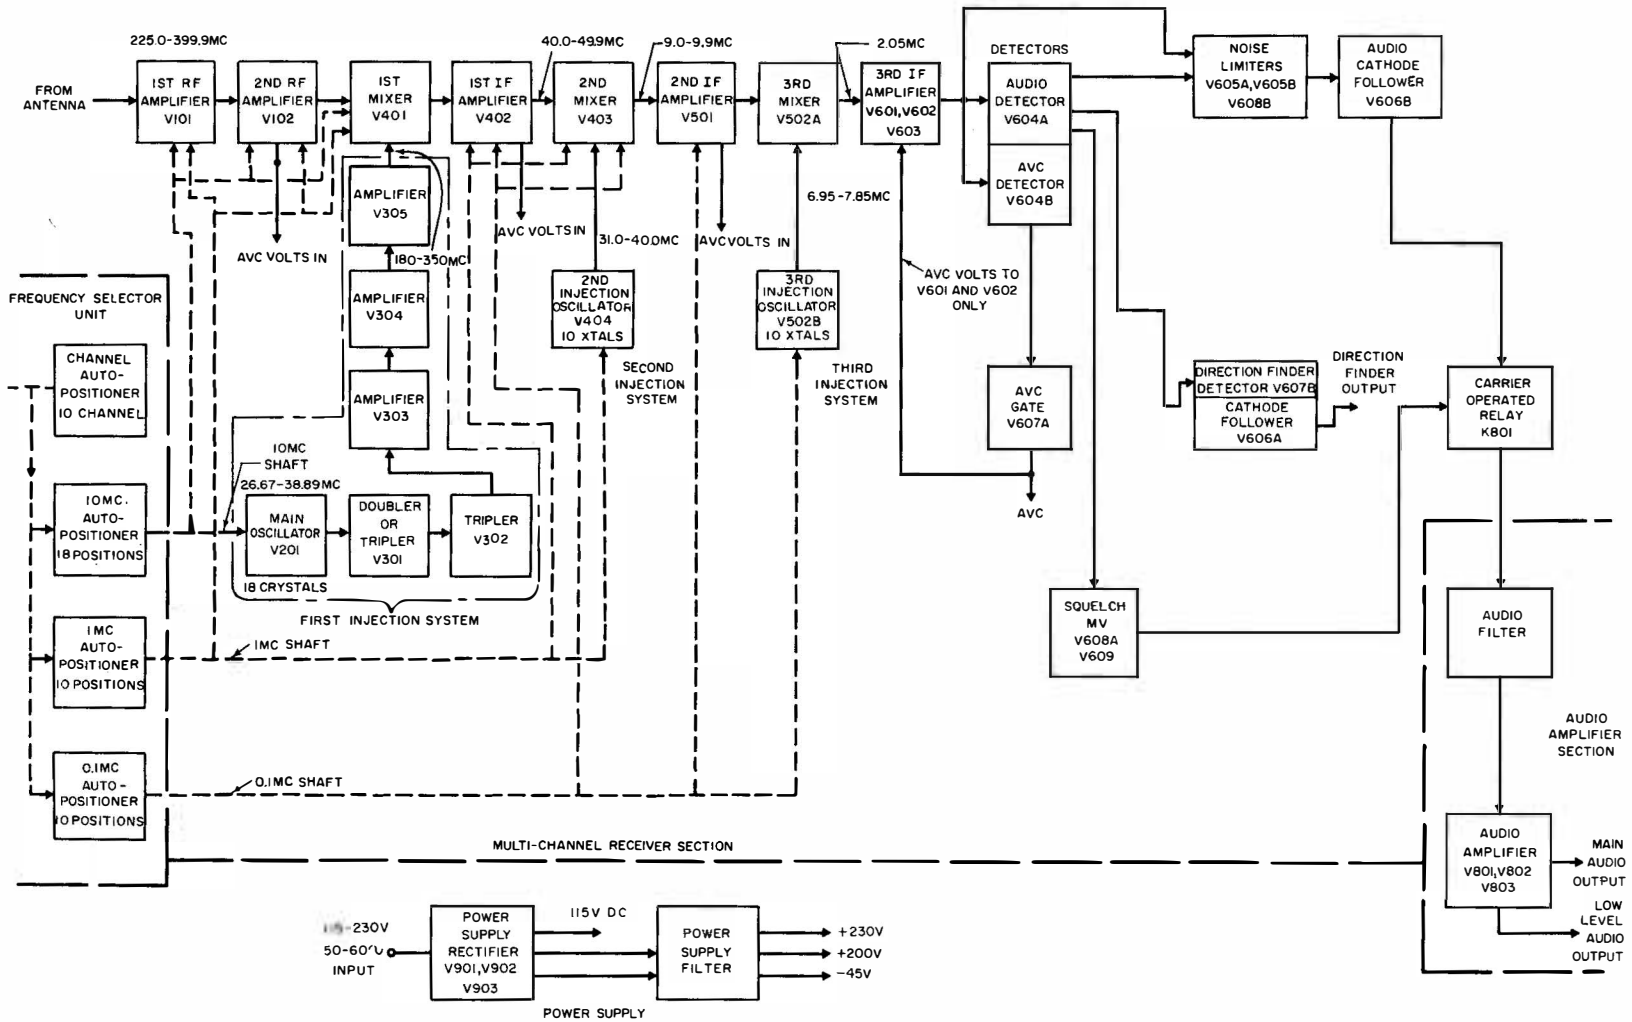 225.0-399.9MC
40.0-49.9MC
9.0-9.9MC
2.05MC
FROM
ANTENNA
1ST RF
AMPLIFIER
V101
2ND RF
AMPLIFIER
V102
1ST
MIXER
V401
1ST IF
AMPLIFIER
V402
2ND
MIXER
V403
2ND IF
AMPLIFIER
V501
3RD
MIXER
V502A
3RD IF
AMPLIFIER
V601,V602
V603
DETECTORS
AUDIO
DETECTOR
V604A
AVC
DETECTOR
V604B
NOISE
LIMITERS
V605A,V605B
V608B
AUDIO
CATHODE
FOLLOWER
V606B
AMPLIFIER
V305
AVC VOLTS IN
180-350MC
AVC VOLTS IN
31.0-40.0MC
AVC VOLTS IN
6.95-7.85MC
AVC VOLTS TO
V601 AND V602
ONLY
FREQUENCY SELECTOR
UNIT
AMPLIFIER
V304
2ND
INJECTION
OSCILLATOR
V404
10 XTALS
3RD
INJECTION
OSCILLATOR
V502B
10 XTALS
CHANNEL
AUTO-
POSITIONER
10 CHANNEL
AMPLIFIER
V303
SECOND
INJECTION
SYSTEM
THIRD
INJECTION
SYSTEM
AVC
GATE
V607A
AVC
DIRECTION FINDER
DETECTOR V607B
CATHODE
FOLLOWER
V606A
DIRECTION
FINDER
OUTPUT
CARRIER
OPERATED
RELAY
K801
10MC
SHAFT
26.67-38.89MC
10MC.
AUTO-
POSITIONER
18 POSITIONS
MAIN
OSCILLATOR
V201
18 CRYSTALS
DOUBLER
OR
TRIPLER
V301
TRIPLER
V302
FIRST INJECTION SYSTEM
1MC
AUTO-
POSITIONER
10 POSITIONS
1MC SHAFT
SQUELCH
MV
V608A
V609
AUDIO
FILTER
0.1MC
AUTO-
POSITIONER
10 POSITIONS
0.1MC SHAFT
AUDIO
AMPLIFIER
SECTION
MULTI-CHANNEL RECEIVER SECTION
AUDIO
AMPLIFIER
V801,V802
V803
MAIN
AUDIO
OUTPUT
LOW
LEVEL
AUDIO
OUTPUT
-230V
50-60
INPUT
POWER
SUPPLY
RECTIFIER
V901,V902
V903
115V DC
POWER
SUPPLY
FILTER
+230V
+200V
-45V
POWER SUPPLY